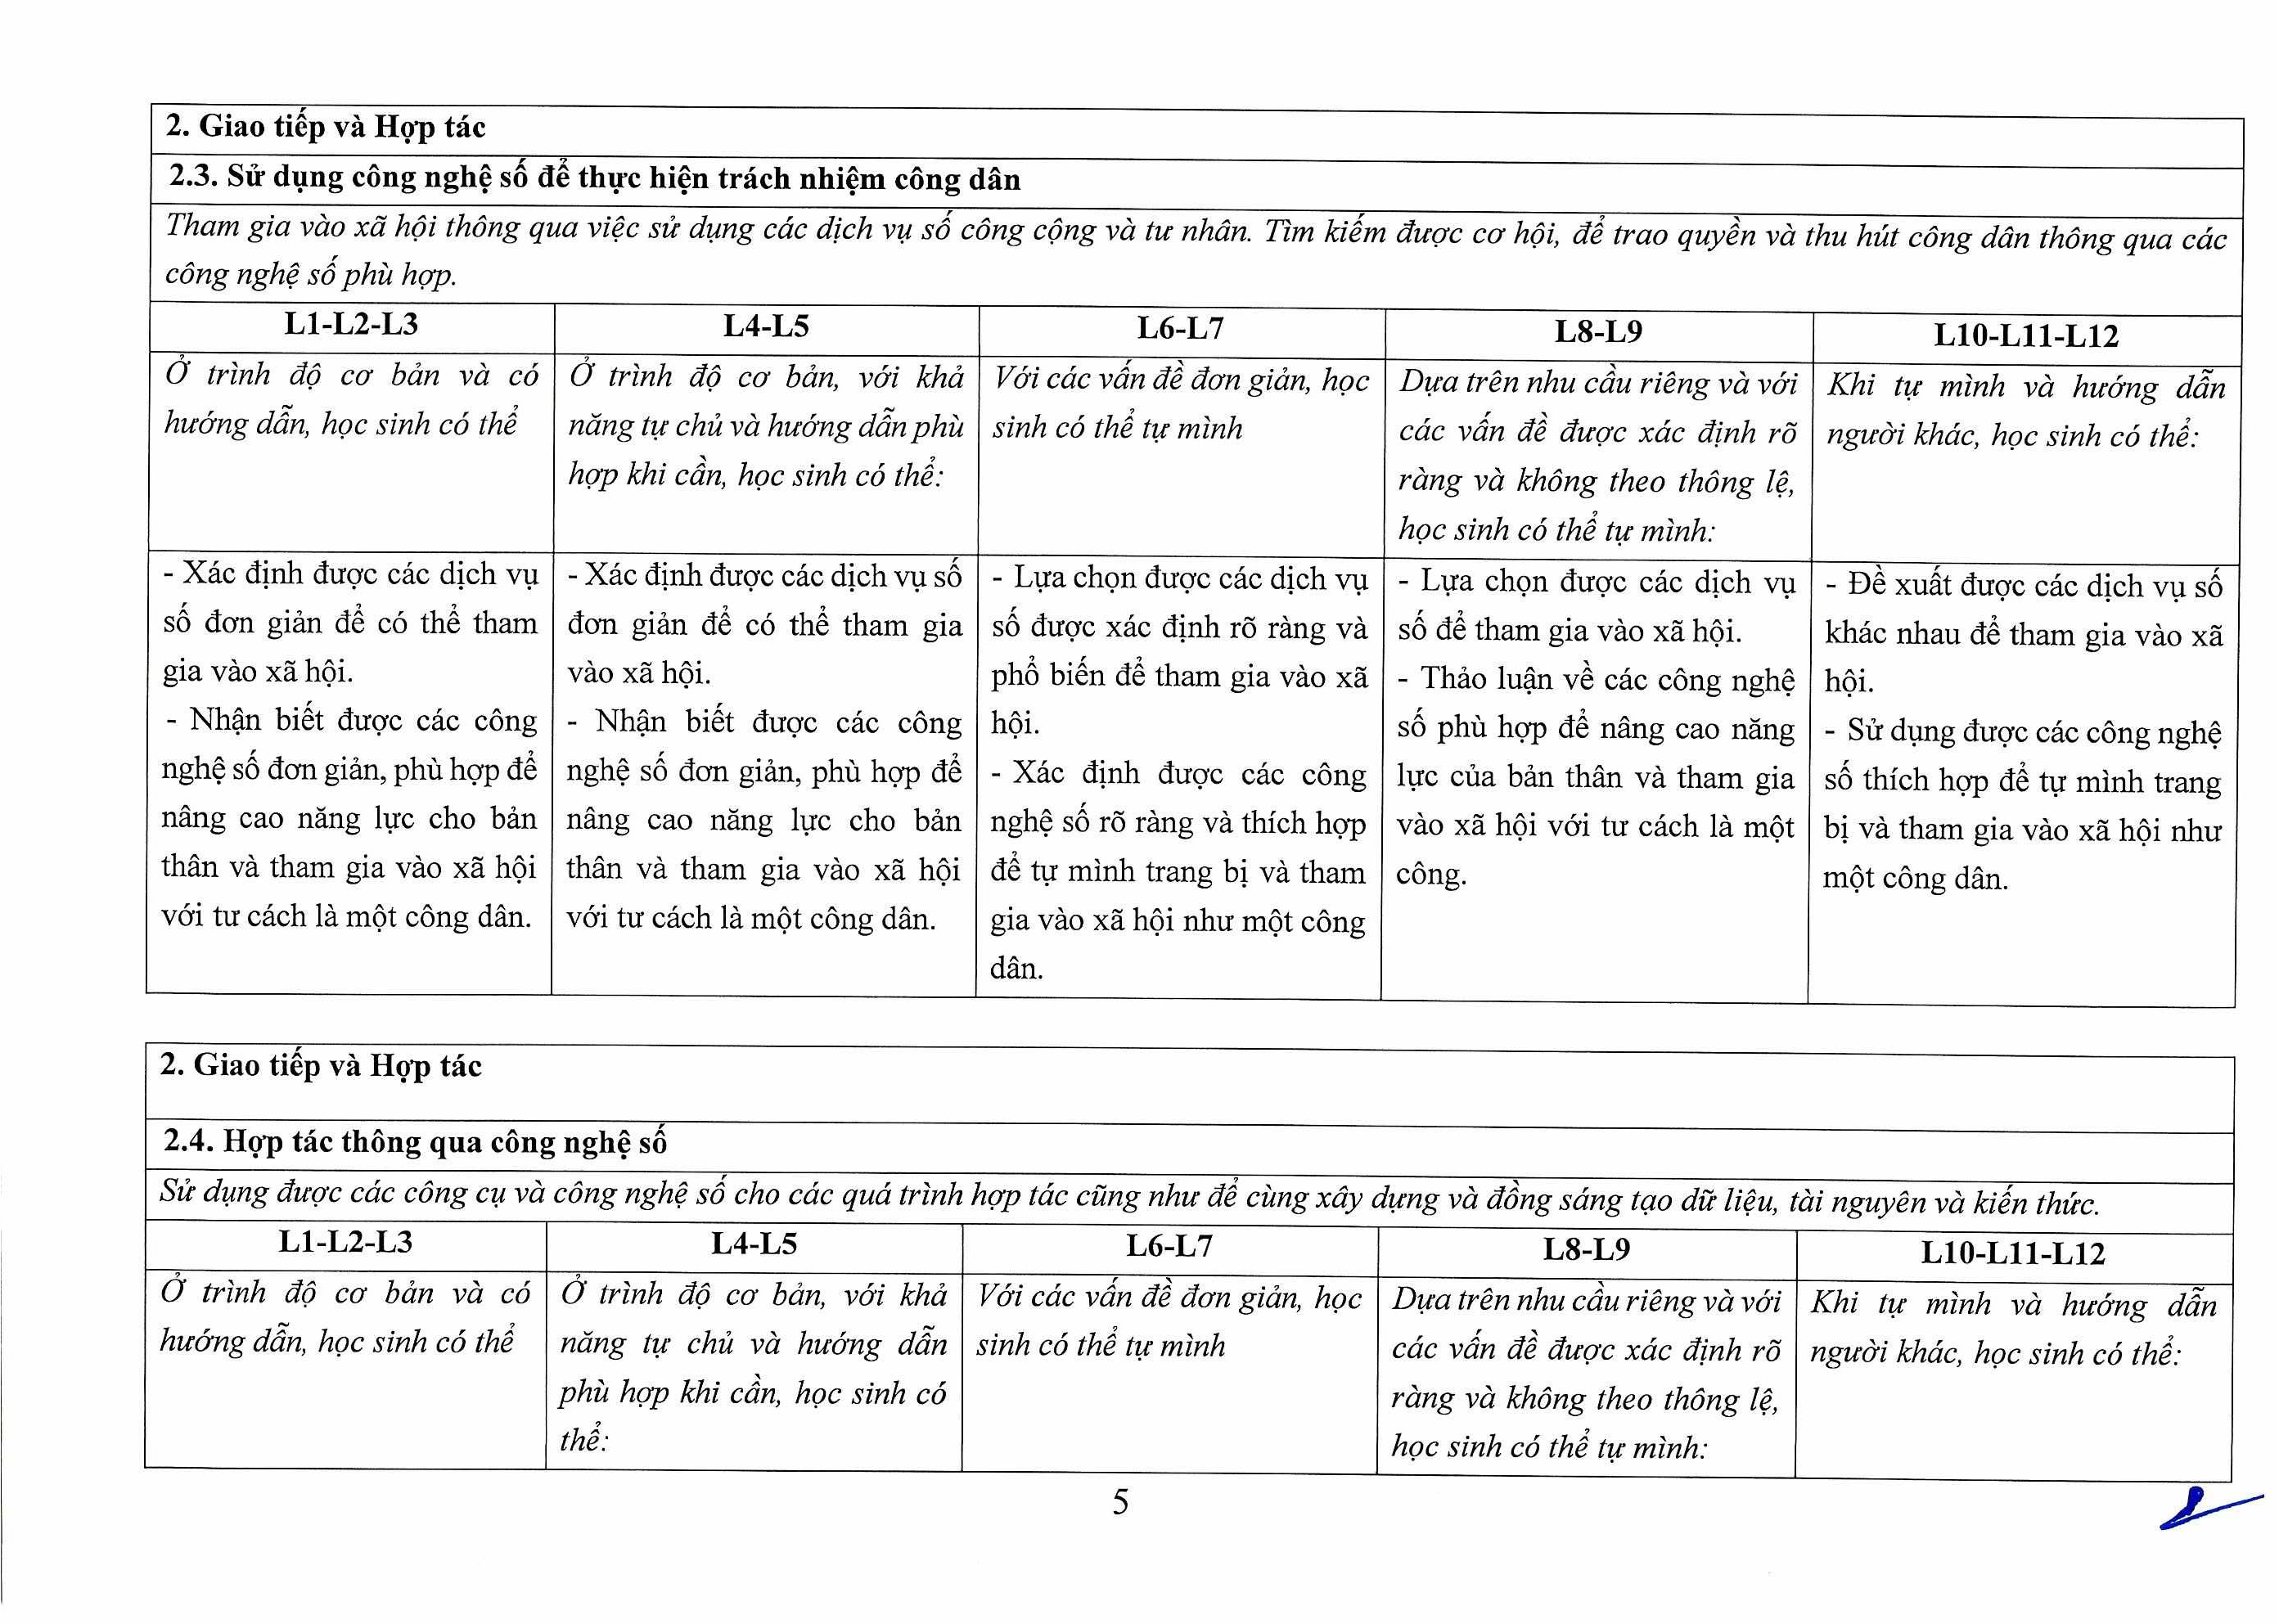 2. Giao tiếp và Hợp tác
2.3. Sử dụng công nghệ số để thực hiện trách nhiệm công dân
Tham gia vào xã hội thông qua việc sử dụng các dịch vụ số công cộng và tư nhân. Tìm kiếm được cơ hội, để trao quyền và thu hút công dân thông qua các
công nghệ số phù hợp.
L1-L2-L3
L4-L5
L6-L7
L8-L9
L10-L11-L12
Ở trình độ cơ bản và có
hướng dẫn, học sinh có thể
Ở trình độ cơ bản, với khả
năng tự chủ và hướng dẫn phù
hợp khi cần, học sinh có thể:
Với các vấn đề đơn giản, học
sinh có thể tự mình
Dựa trên nhu cầu riêng và với
các vấn đề được xác định rõ
ràng và không theo thông lệ,
học sinh có thể tự mình:
Khi tự mình và hướng dẫn
người khác, học sinh có thể:
- Xác định được các dịch vụ
số đơn giản để có thể tham
gia vào xã hội.
- Nhận biết được các công
nghệ số đơn giản, phù hợp để
nâng cao năng lực cho bản
thân và tham gia vào xã hội
với tư cách là một công dân.
- Xác định được các dịch vụ số
đơn giản để có thể tham gia
vào xã hội.
- Nhận biết được các công
nghệ số đơn giản, phù hợp để
nâng cao năng lực cho bản
thân và tham gia vào xã hội
với tư cách là một công dân.
- Lựa chọn được các dịch vụ
số được xác định rõ ràng và
phổ biến để tham gia vào xã
hội.
- Xác định được các công
nghệ số rõ ràng và thích hợp
để tự mình trang bị và tham
gia vào xã hội như một công
dân.
- Lựa chọn được các dịch vụ
số để tham gia vào xã hội.
- Thảo luận về các công nghệ
số phù hợp để nâng cao năng
lực của bản thân và tham gia
vào xã hội với tư cách là một
công.
- Đề xuất được các dịch vụ số
khác nhau để tham gia vào xã
hội.
- Sử dụng được các công nghệ
số thích hợp để tự mình trang
bị và tham gia vào xã hội như
một công dân.
2. Giao tiếp và Hợp tác
2.4. Hợp tác thông qua công nghệ số
Sử dụng được các công cụ và công nghệ số cho các quá trình hợp tác cũng như để cùng xây dựng và đồng sáng tạo dữ liệu, tài nguyên và kiến thức.
L1-L2-L3
L4-L5
L6-L7
L8-L9
L10-L11-L12
Ở trình độ cơ bản và có
hướng dẫn, học sinh có thể
Ở trình độ cơ bản, với khả
năng tự chủ và hướng dẫn
phù hợp khi cần, học sinh có
thể:
Với các vấn đề đơn giản, học
sinh có thể tự mình
Dựa trên nhu cầu riêng và với
các vấn đề được xác định rõ
ràng và không theo thông lệ,
học sinh có thể tự mình:
Khi tự mình và hướng dẫn
người khác, học sinh có thể:
5